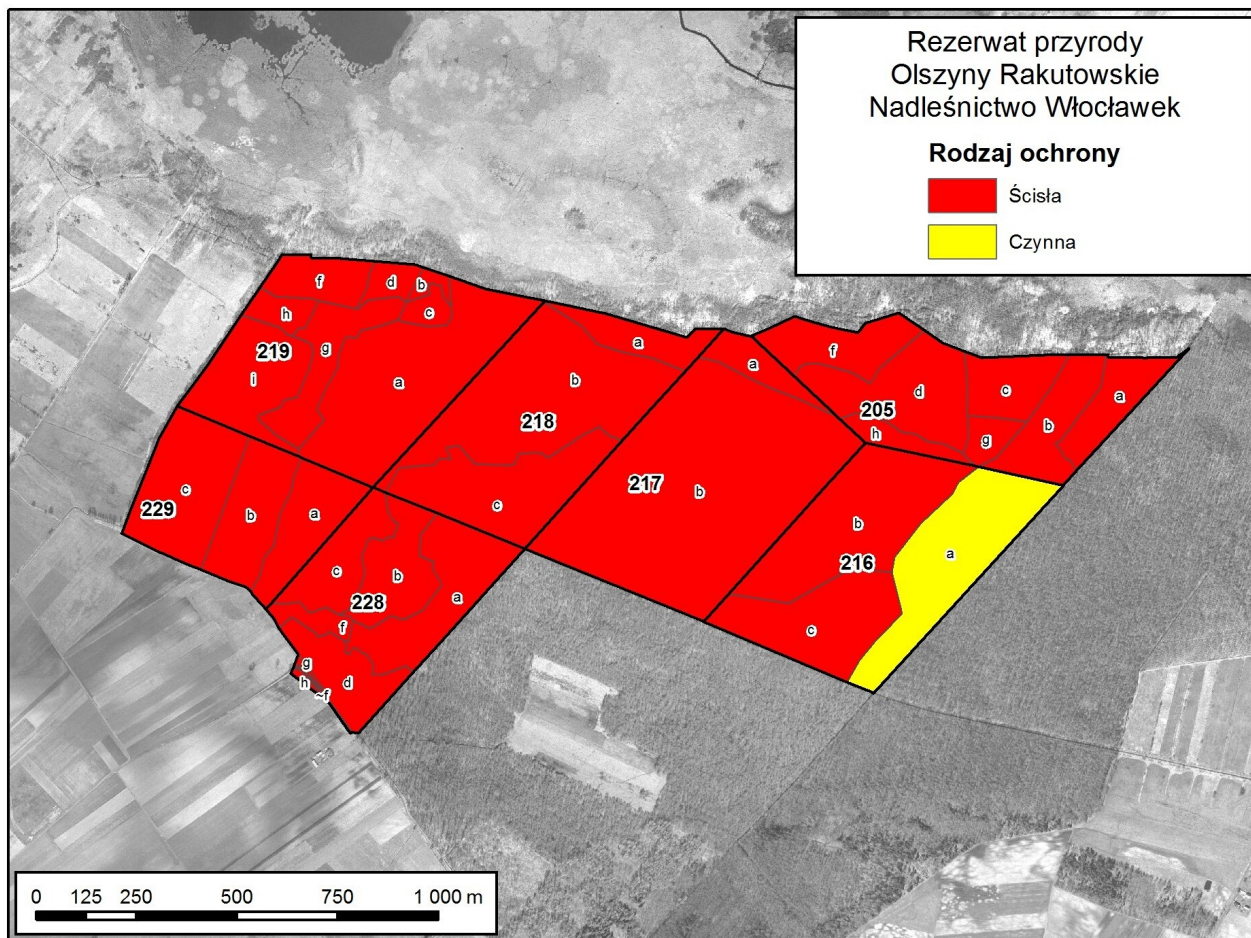 Rezerwat przyrody
Olszyny Rakutowskie
Nadleśnictwo Włocławek
Rodzaj ochrony
Ścisła
Czynna
f
d
b
h
c
219
g
i
a
a
b
218
c
a
217
b
f
d
c
a
205
h
g
b
b
a
216
c
c
229
b
a
c
b
228
a
f
g
h
d
~f
0 125 250 500 750 1 000 m